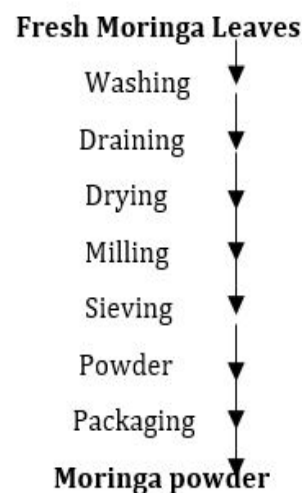 Fresh Moringa Leaves
Washing
Draining
Drying
Milling
Sieving
Powder
Packaging
Moringa powder